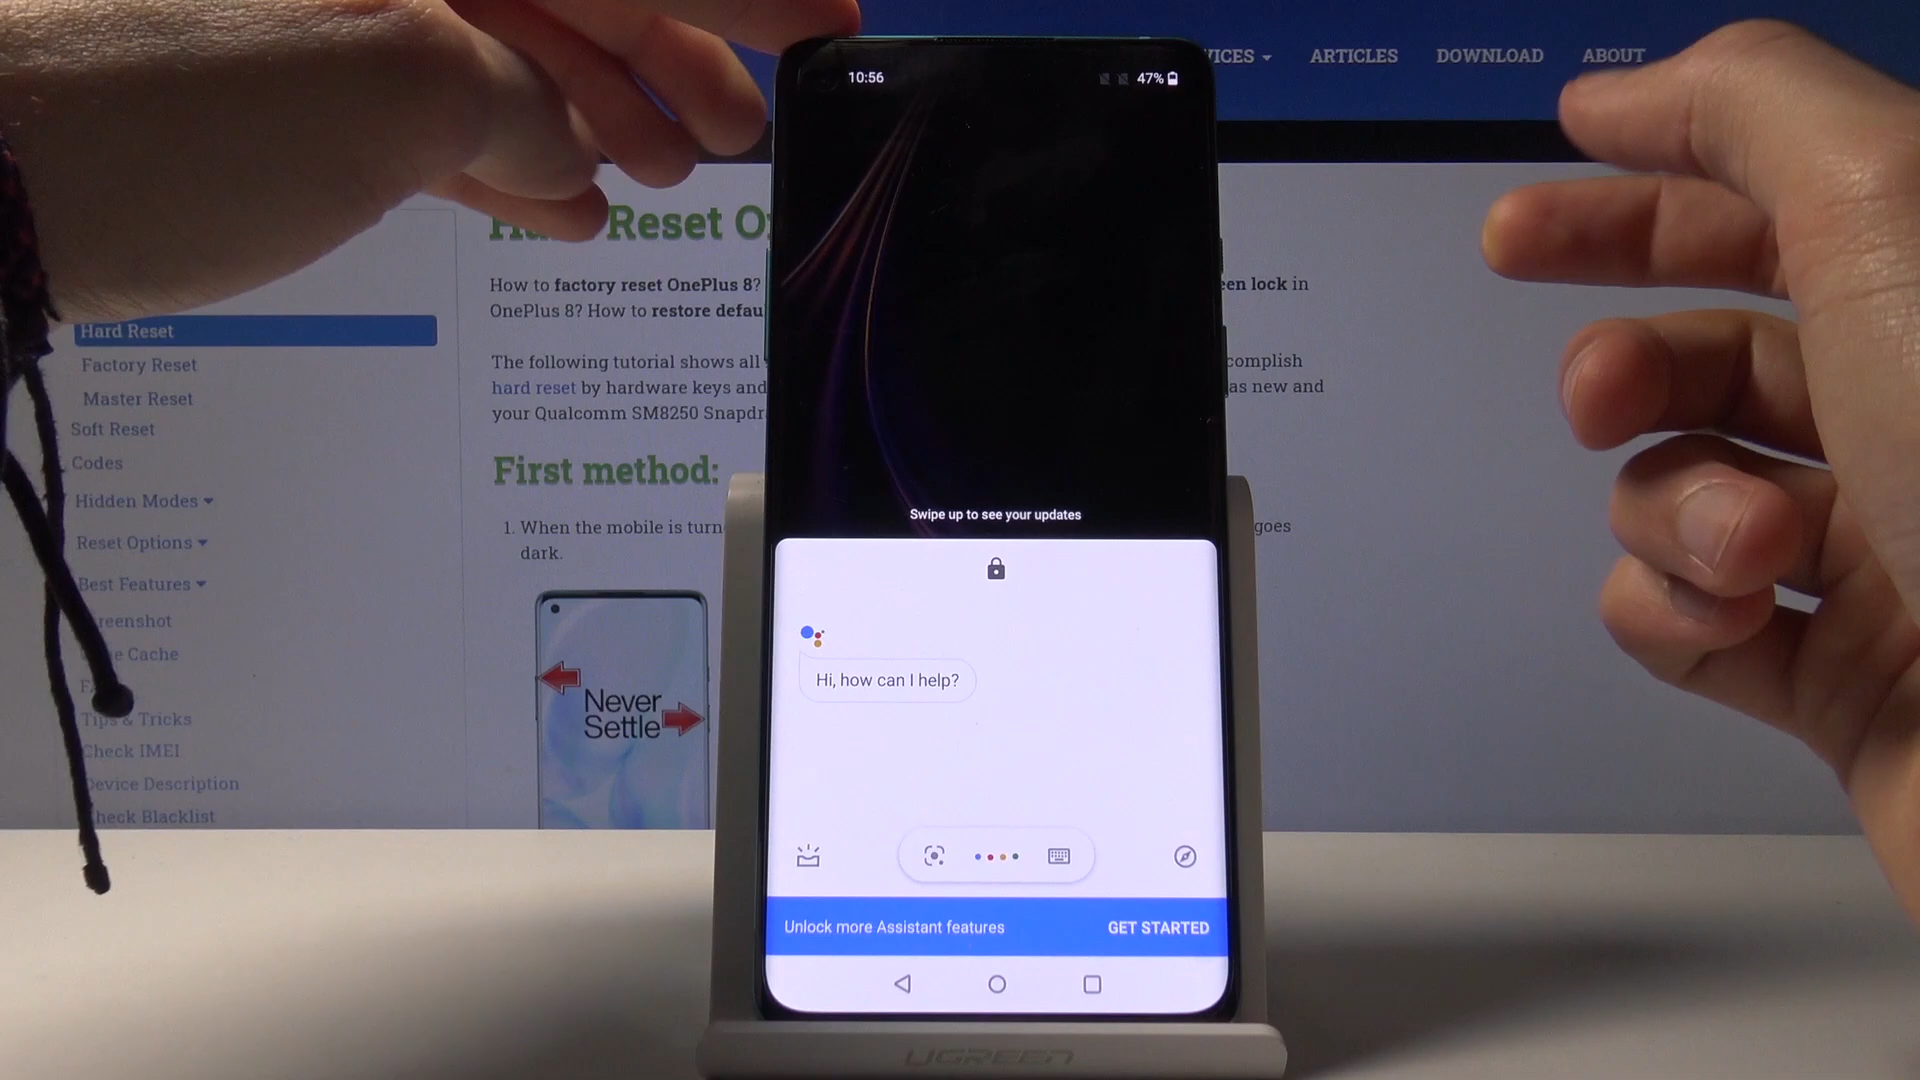 VICES ARTICLES DOWNLOAD ABOUT
10:56
47%
Reset O
How to factory reset OnePlus 8?
een lock in
OnePlus 8? How to restore defau
The following tutorial shows all
complish
hard reset by hardware keys and
as new and
your Qualcomm SM8250 Snapdr
Hard Reset
Factory Reset
Master Reset
Soft Reset
Codes
Hidden Modes
Reset Options
Best Features
reenshot
e Cache
Tips & Tricks
Check IMEI
Device Description
Check Blacklist
First method:
1. When the mobile is turn
goes
dark.
Never
Settle
Swipe up to see your updates
Hi, how can I help?
Unlock more Assistant features GET STARTED
UGREEN